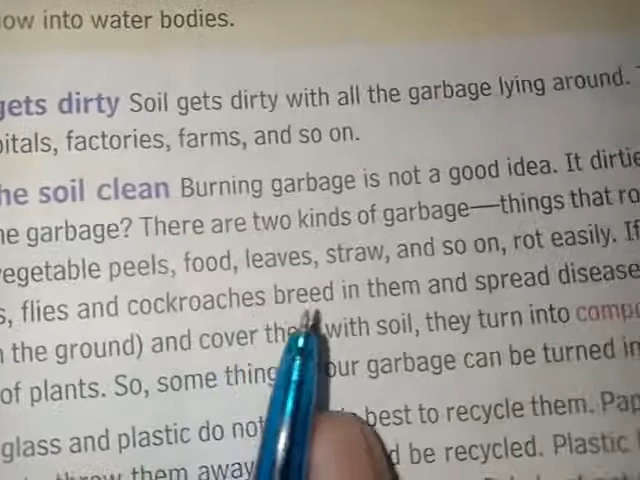 ow into water bodies.
gets dirty Soil gets dirty with all the garbage lying around.
pitals, factories, farms, and so on.
he soil clean Burning garbage is not a good idea. It dirtie
he garbage? There are two kinds of garbage—things that ro
vegetable peels, food, leaves, straw, and so on, rot easily. If
s, flies and cockroaches breed in them and spread disease
n the ground) and cover the with soil, they turn into compo
of plants. So, some thing our garbage can be turned in
glass and plastic do not best to recycle them. Pap
throw them away d be recycled. Plastic